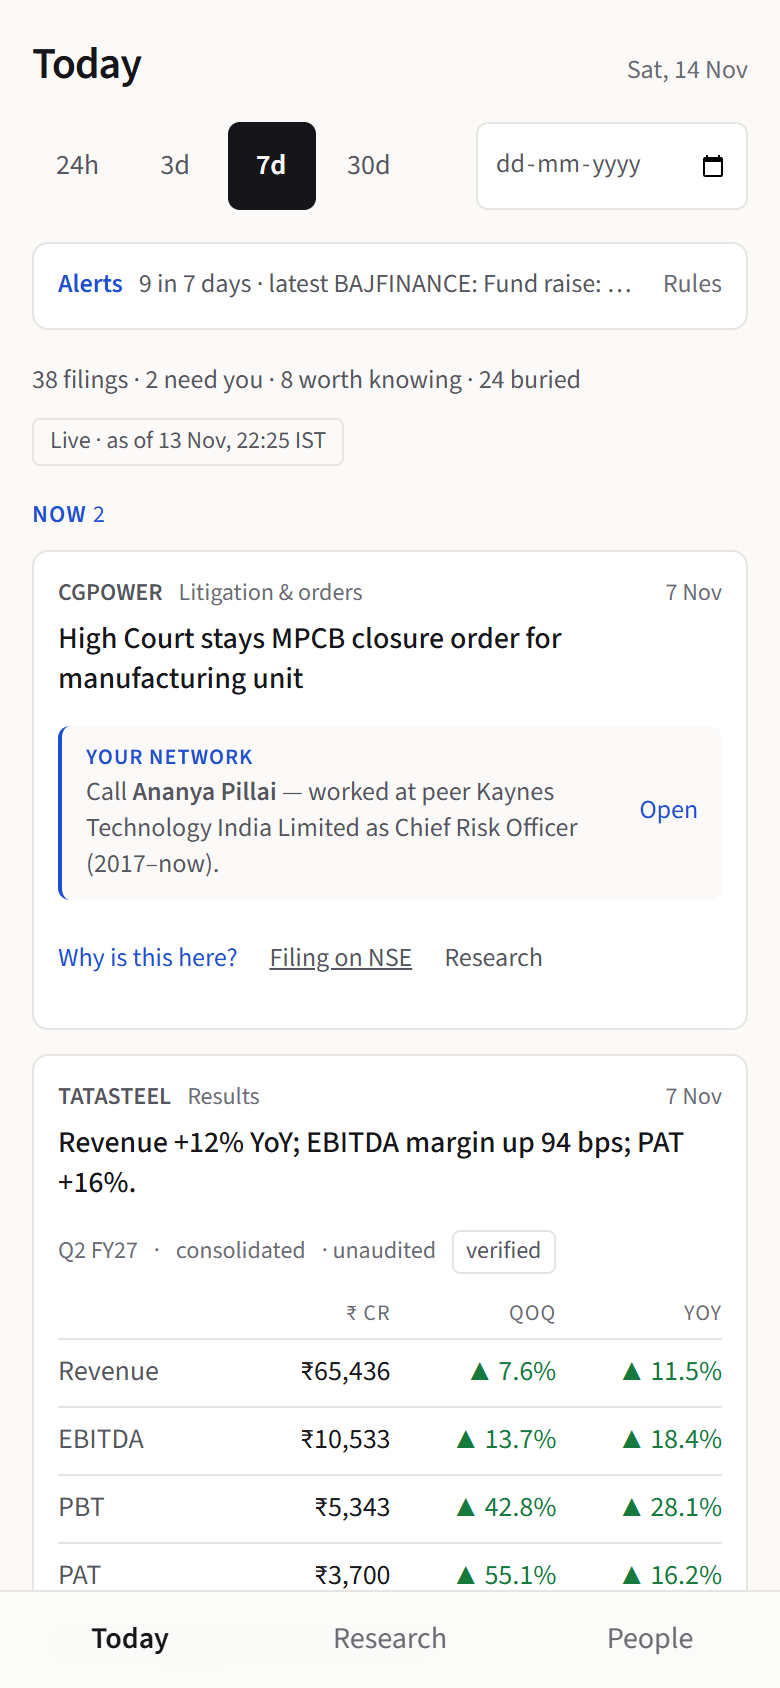 Today
Sat, 14 Nov
24h 3d 7d 30d dd-mm-yyyy
Alerts 9 in 7 days · latest BAJFINANCE: Fund raise: … Rules
38 filings · 2 need you · 8 worth knowing · 24 buried
Live · as of 13 Nov, 22:25 IST
NOW 2
CGPOWER Litigation & orders 7 Nov
High Court stays MPCB closure order for
manufacturing unit
YOUR NETWORK
Call Ananya Pillai — worked at peer Kaynes
Technology India Limited as Chief Risk Officer
(2017–now).
Open
Why is this here? Filing on NSE Research
TATASTEEL Results 7 Nov
Revenue +12% YoY; EBITDA margin up 94 bps; PAT
+16%.
Q2 FY27 · consolidated · unaudited verified
₹ CR QOQ YOY
Revenue ₹65,436 ▲ 7.6% ▲ 11.5%
EBITDA ₹10,533 ▲ 13.7% ▲ 18.4%
PBT ₹5,343 ▲ 42.8% ▲ 28.1%
PAT ₹3,700 ▲ 55.1% ▲ 16.2%
Today Research People